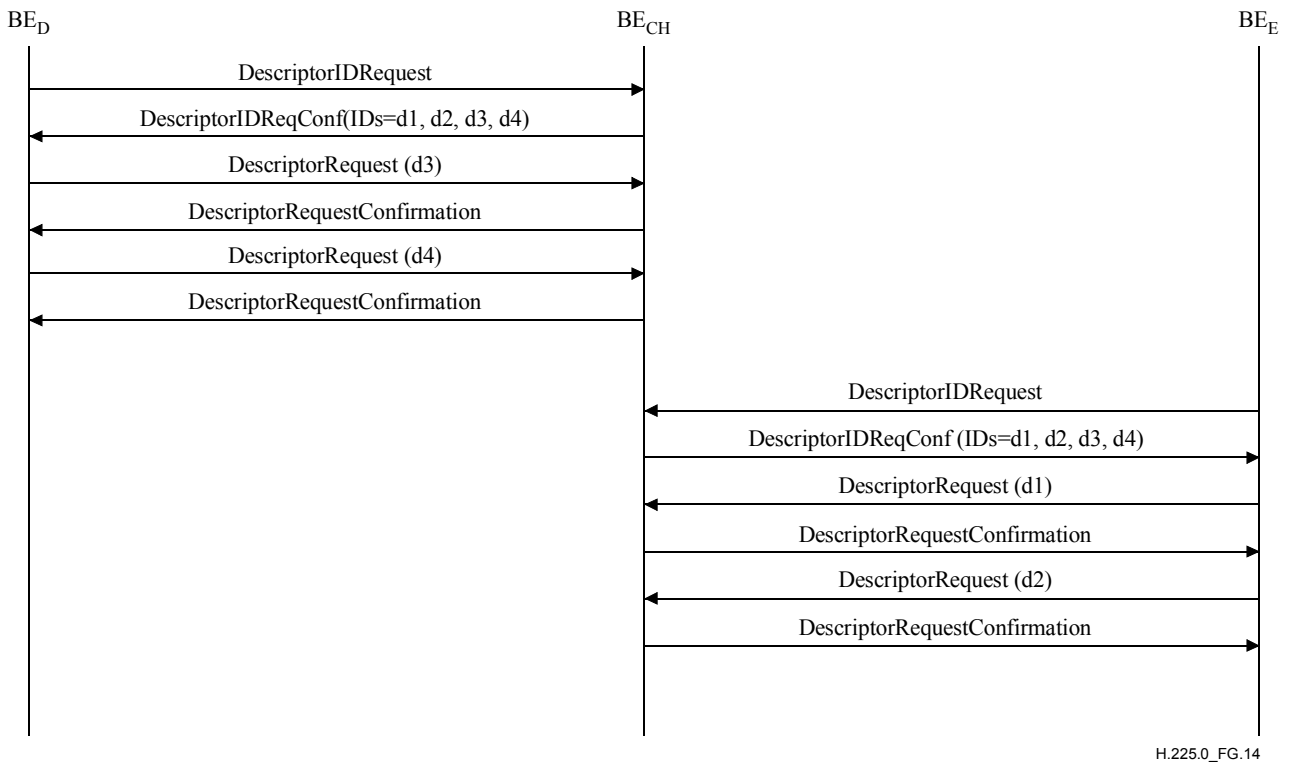 BE_D BE_CH BE_E
DescriptorIDRequest
DescriptorIDReqConf(IDs=d1, d2, d3, d4)
DescriptorRequest (d3)
DescriptorRequestConfirmation
DescriptorRequest (d4)
DescriptorRequestConfirmation
DescriptorIDRequest
DescriptorIDReqConf (IDs=d1, d2, d3, d4)
DescriptorRequest (d1)
DescriptorRequestConfirmation
DescriptorRequest (d2)
DescriptorRequestConfirmation
H.225.0_FG.14